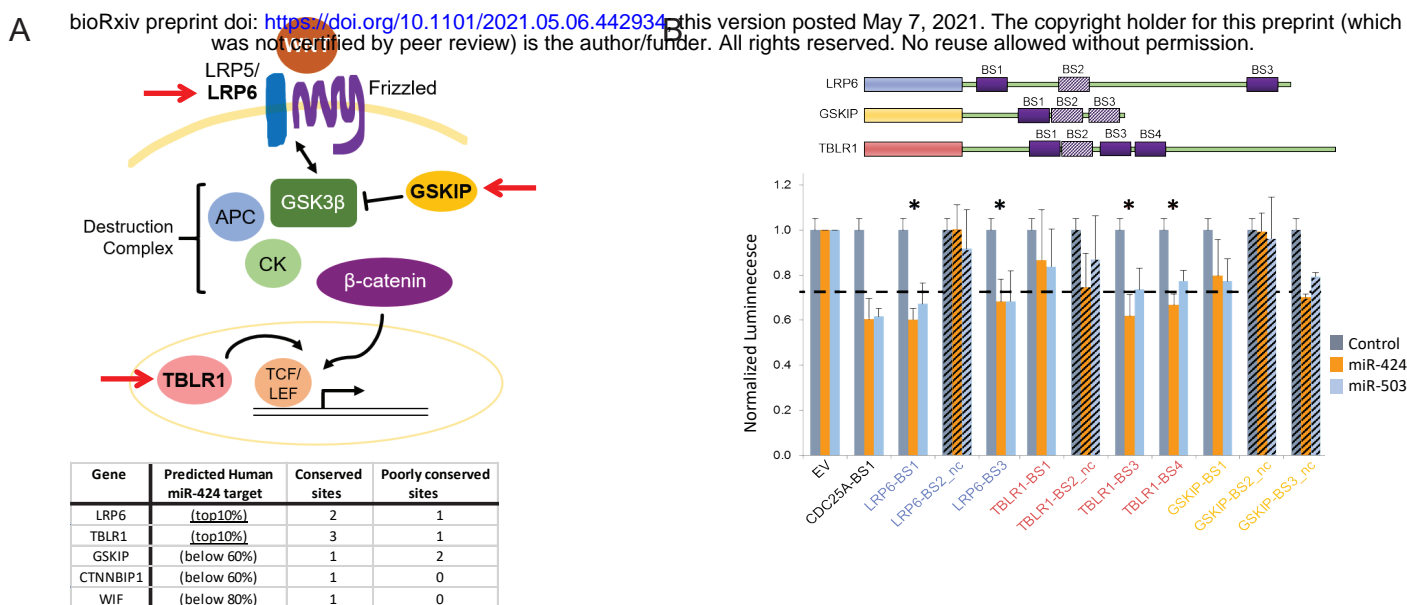 bioRxiv preprint doi: https://doi.org/10.1101/2021.05.06.442934; this version posted May 7, 2021. The copyright holder for this preprint (which
was not certified by peer review) is the author/funder. All rights reserved. No reuse allowed without permission.
A
LRP5/
LRP6
Frizzled
GSK3β
GSKIP
APC
Destruction
Complex
CK
β-catenin
TBLR1
TCF/
LEF
Gene Predicted Human miR-424 target Conserved sites Poorly conserved sites
LRP6 (top10%) 2 1
TBLR1 (top10%) 3 1
GSKIP (below 60%) 1 2
CTNNBIP1 (below 60%) 1 0
WIF (below 80%) 1 0
B
LRP6 BS1 BS2 BS3
GSKIP BS1 BS2 BS3
TBLR1 BS1 BS2 BS3 BS4
Normalized Luminnecesce
1.2
1.0
0.8
0.6
0.4
0.2
0.0
* * * *
EV
CDC25A-BS1
LRP6-BS1
LRP6-BS2_nc
LRP6-BS3
TBLR1-BS1
TBLR1-BS2_nc
TBLR1-BS3
TBLR1-BS4
GSKIP-BS1
GSKIP-BS2_nc
GSKIP-BS3_nc
Control
miR-424
miR-503